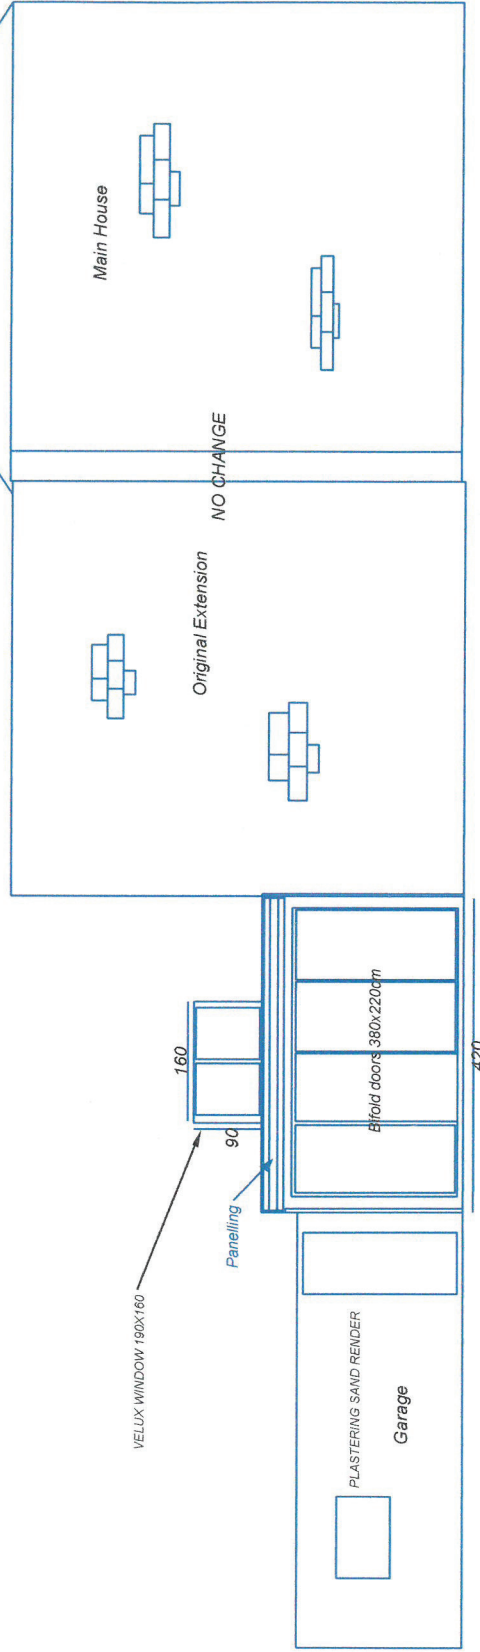 VELUX WINDOW 190X160
160
90
Panelling
PLASTERING SAND RENDER
Garage
Bifold doors 380x220cm
420
Original Extension
NO CHANGE
Main House